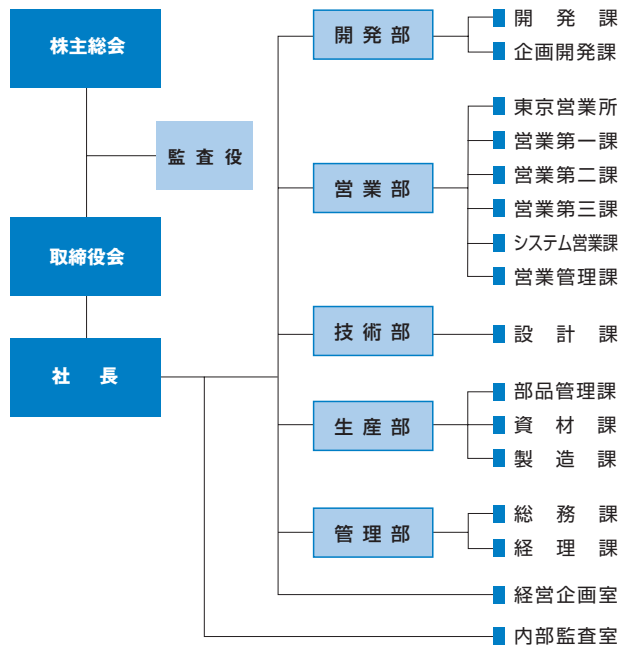 株主総会
監査役
取締役会
社長
開発部
開発課
企画開発課
営業部
東京営業所
営業第一課
営業第二課
営業第三課
システム営業課
営業管理課
技術部
設計課
生産部
部品管理課
資材課
製造課
管理部
総務課
経理課
経営企画室
内部監査室